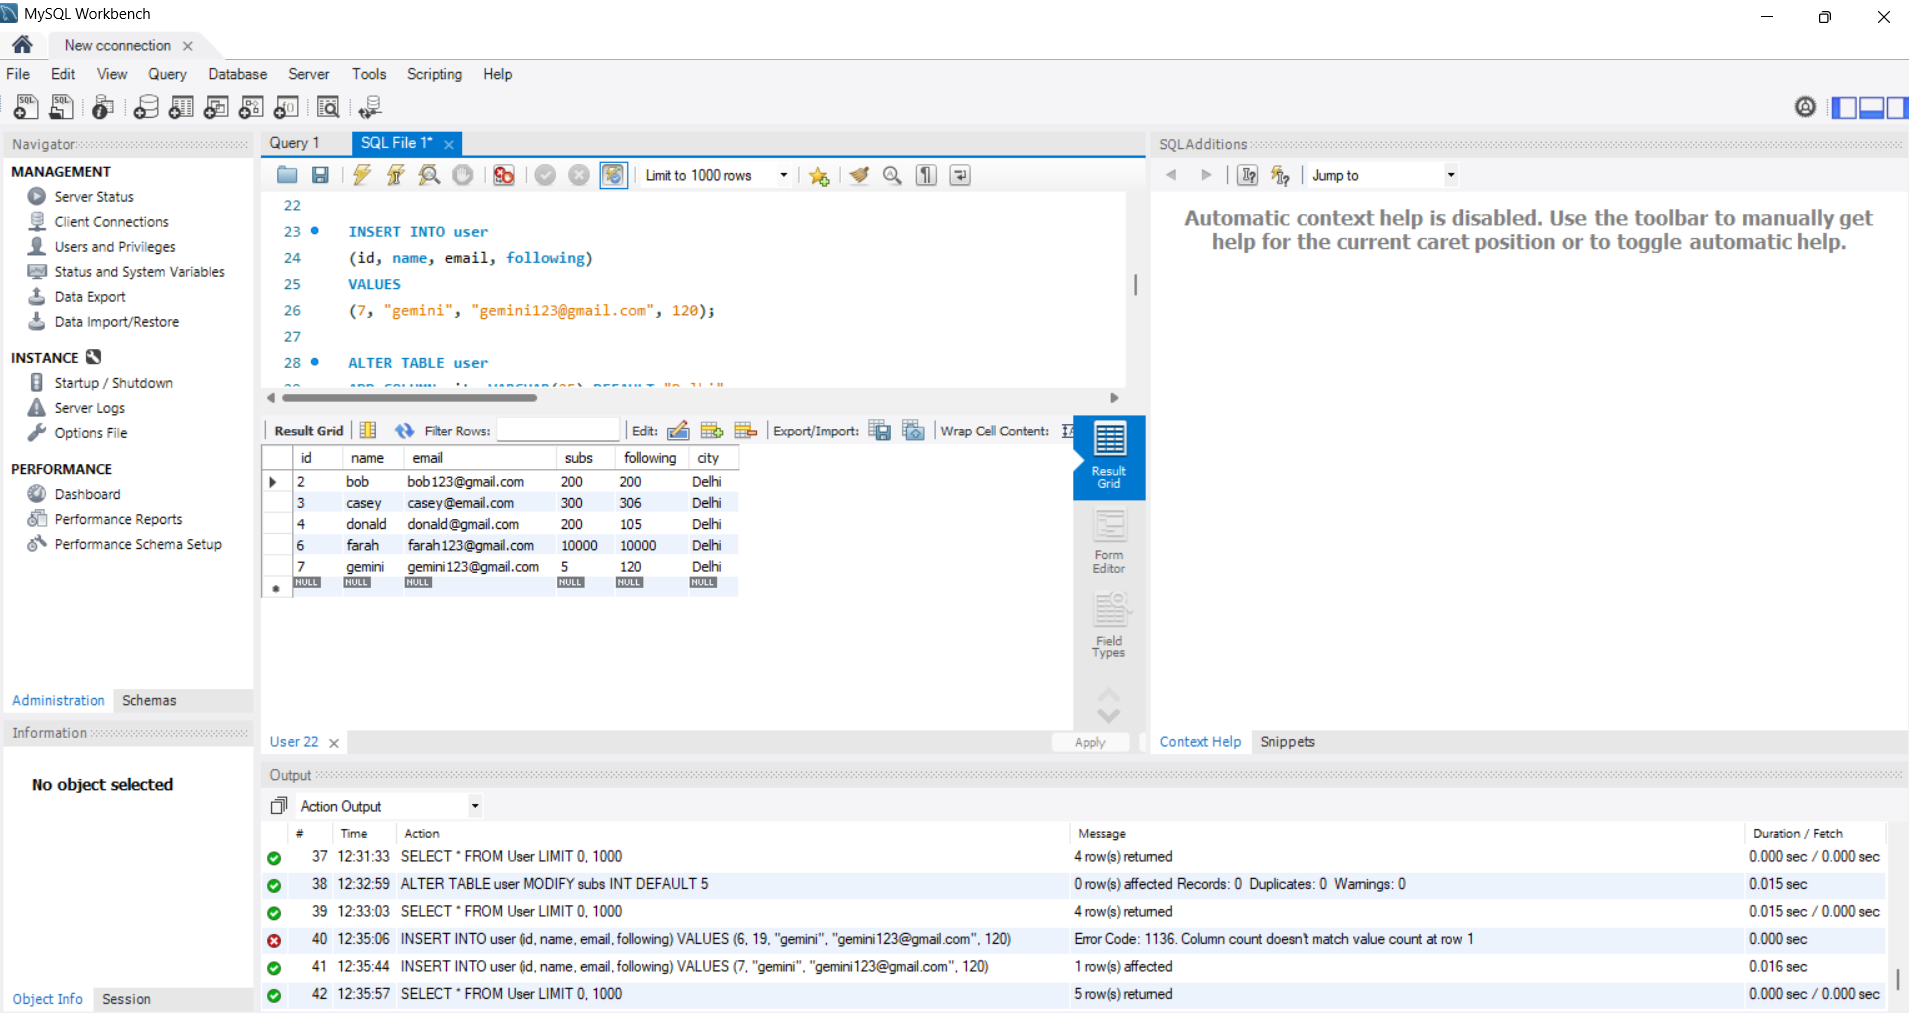 MySQL Workbench
New cconnection
File Edit View Query Database Server Tools Scripting Help
Navigator
MANAGEMENT
Server Status
Client Connections
Users and Privileges
Status and System Variables
Data Export
Data Import/Restore
INSTANCE
Startup / Shutdown
Server Logs
Options File
PERFORMANCE
Dashboard
Performance Reports
Performance Schema Setup
Administration Schemas
Information
No object selected
Object Info Session
Query 1 SQL File 1*
Limit to 1000 rows
22
23 INSERT INTO user
24 (id, name, email, following)
25 VALUES
26 (7, "gemini", "gemini123@gmail.com", 120);
27
28 ALTER TABLE user
Result Grid Filter Rows: Edit: Export/Import: Wrap Cell Content:
id name email subs following city
2 bob bob123@gmail.com 200 200 Delhi
3 casey casey@email.com 300 306 Delhi
4 donald donald@gmail.com 200 105 Delhi
6 farah farah123@gmail.com 10000 10000 Delhi
7 gemini gemini123@gmail.com 5 120 Delhi
NULL NULL NULL NULL NULL NULL
Result
Grid
Form
Editor
Field
Types
User 22
Apply
SQLAdditions
Jump to
Automatic context help is disabled. Use the toolbar to manually get
help for the current caret position or to toggle automatic help.
Context Help Snippets
Output
Action Output
# Time Action Message Duration / Fetch
37 12:31:33 SELECT * FROM User LIMIT 0, 1000 4 row(s) returned 0.000 sec / 0.000 sec
38 12:32:59 ALTER TABLE user MODIFY subs INT DEFAULT 5 0 row(s) affected Records: 0 Duplicates: 0 Warnings: 0 0.015 sec
39 12:33:03 SELECT * FROM User LIMIT 0, 1000 4 row(s) returned 0.015 sec / 0.000 sec
40 12:35:06 INSERT INTO user (id, name, email, following) VALUES (6, 19, "gemini", "gemini123@gmail.com", 120) Error Code: 1136. Column count doesn't match value count at row 1 0.000 sec
41 12:35:44 INSERT INTO user (id, name, email, following) VALUES (7, "gemini", "gemini123@gmail.com", 120) 1 row(s) affected 0.016 sec
42 12:35:57 SELECT * FROM User LIMIT 0, 1000 5 row(s) returned 0.000 sec / 0.000 sec